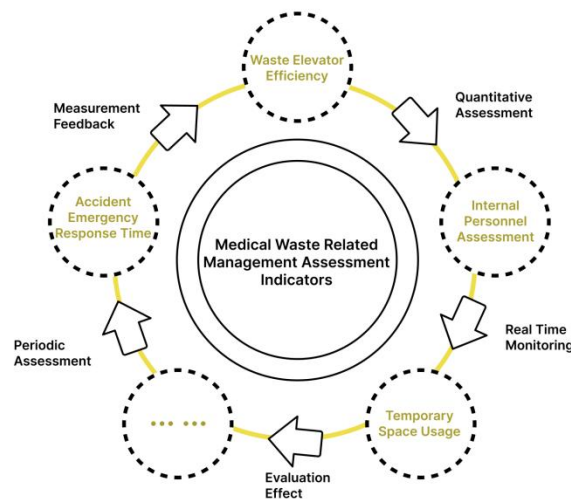 Waste Elevator
Efficiency
Measurement
Feedback
Quantitative
Assessment
Accident
Emergency
Response Time
Internal
Personnel
Assessment
Medical Waste Related
Management Assessment
Indicators
Periodic
Assessment
Real Time
Monitoring
... ...
Temporary
Space Usage
Evaluation
Effect